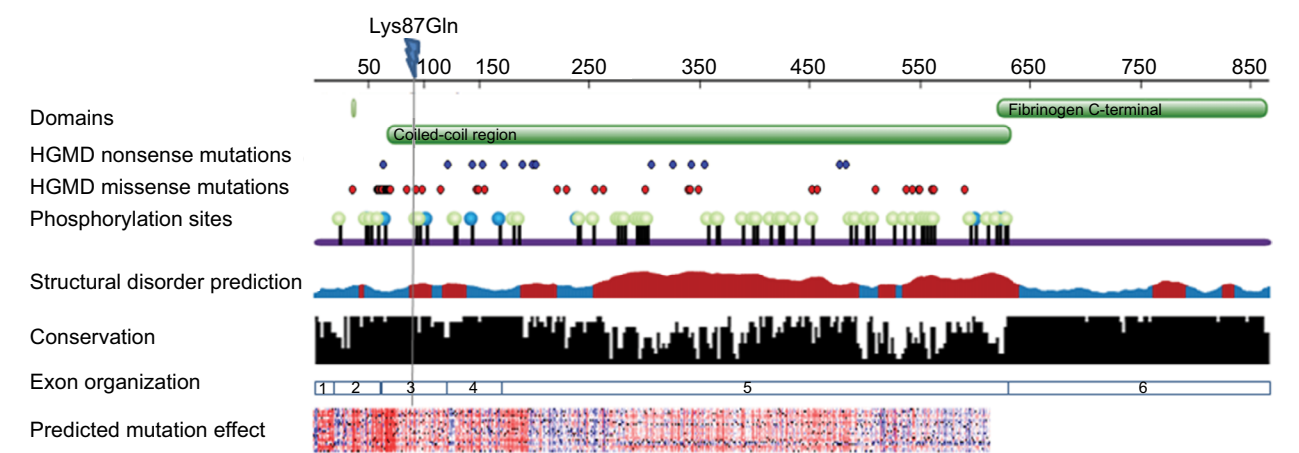 Lys87Gln
50 100 150 250 350 450 550 650 750 850
Domains
Fibrinogen C-terminal
Coiled-coil region
HGMD nonsense mutations
HGMD missense mutations
Phosphorylation sites
Structural disorder prediction
Conservation
Exon organization
1 2 3 4 5 6
Predicted mutation effect